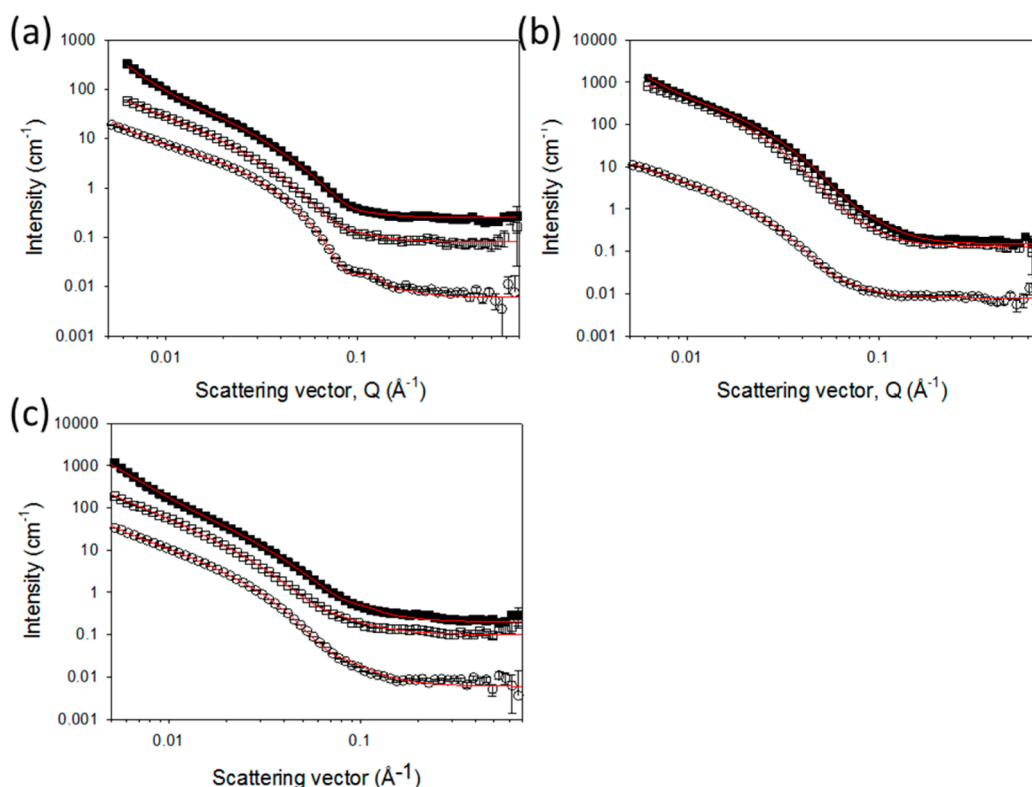 (a)
1000
100
10
1
0.1
0.01
0.001
Intensity (cm⁻¹)
0.01 0.1
Scattering vector, Q (Å⁻¹)
(b)
10000
1000
100
10
1
0.1
0.01
0.001
Intensity (cm⁻¹)
0.01 0.1
Scattering vector, Q (Å⁻¹)
(c)
10000
1000
100
10
1
0.1
0.01
0.001
Intensity (cm⁻¹)
0.01 0.1
Scattering vector (Å⁻¹)